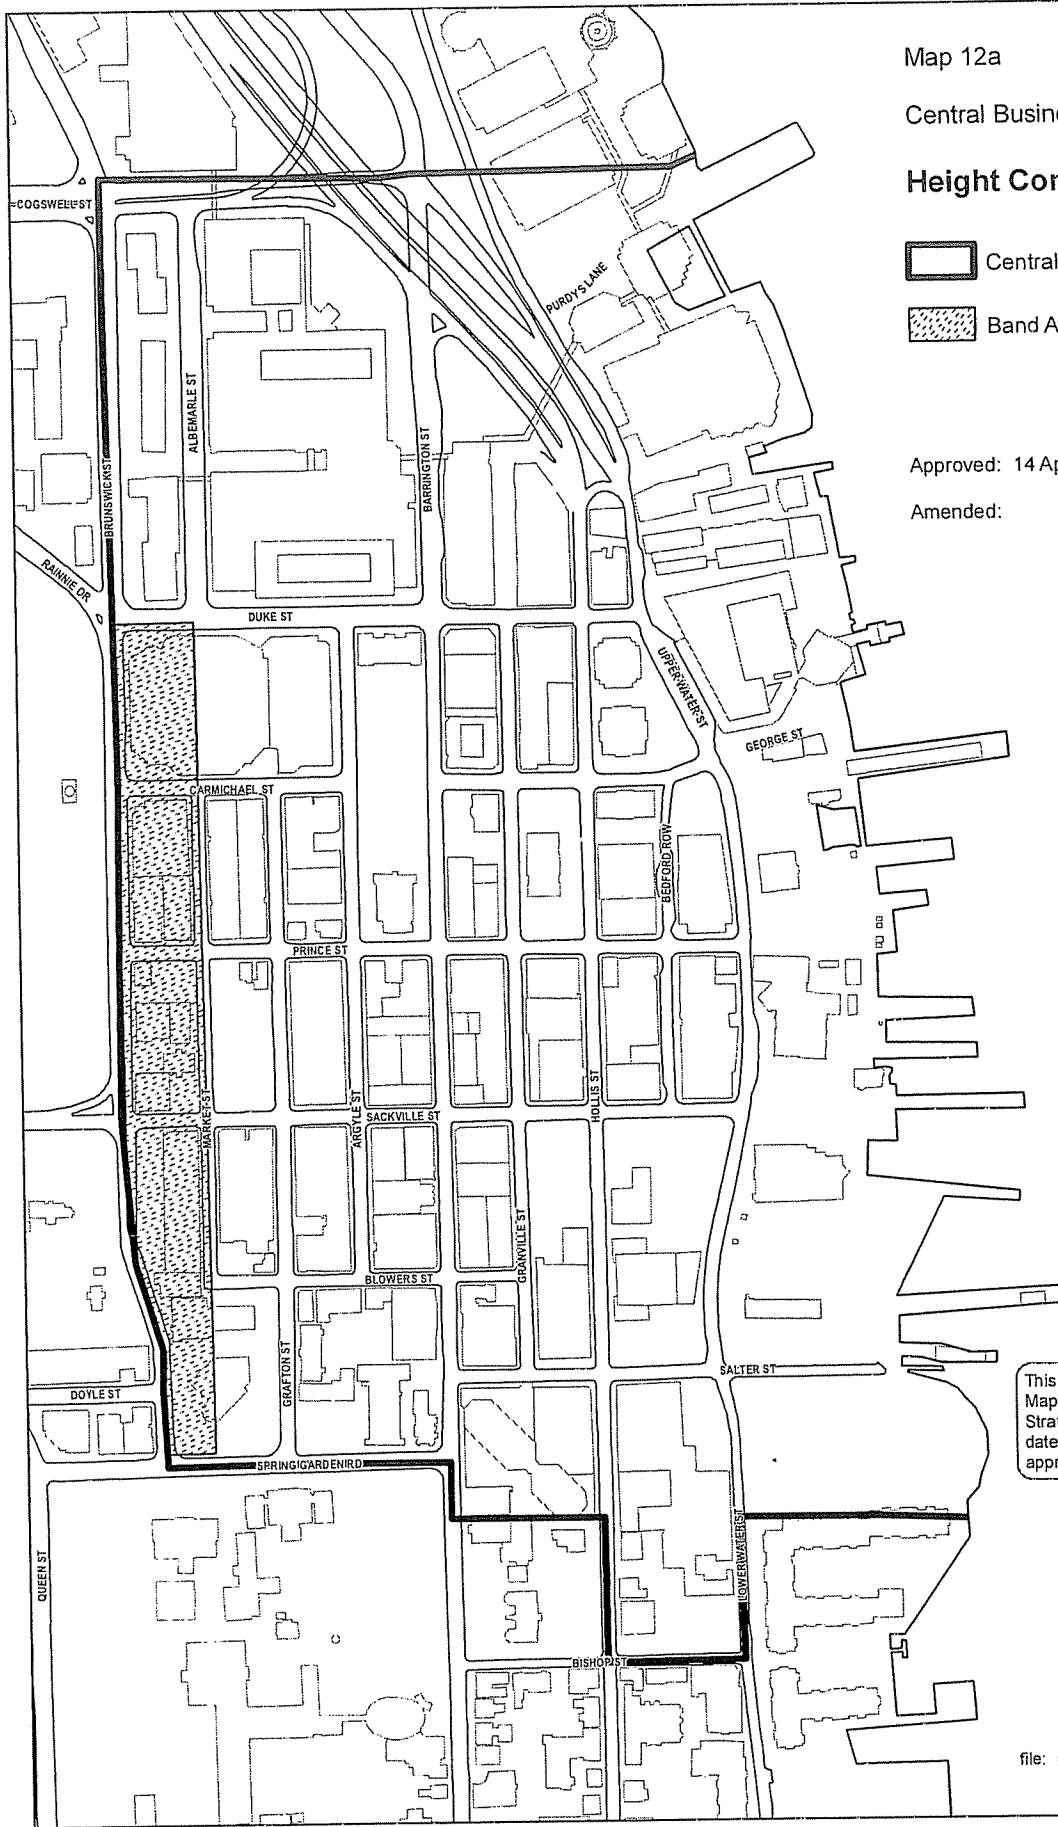 Map 12a
Central Busin
Height Cor
Central
Band A
Approved: 14 Ap
Amended:
COGSWELL ST
PURDYS LANE
ALBEMARLE ST
BRUNSWICK ST
BARRINGTON ST
RAINNIE DR
DUKE ST
UPPER WATER ST
GEORGE ST
CARMICHAEL ST
BEDFORD ROW
PRINCE ST
MARKET ST
ARGYLE ST
SACKVILLE ST
HOLLIS ST
GRANVILLE ST
BLOWERS ST
GRAFTON ST
SALTER ST
DOYLE ST
This
Map
Strat
date
appr
SPRING GARDEN RD
QUEEN ST
LOWER WATER ST
BISHOP ST
file: